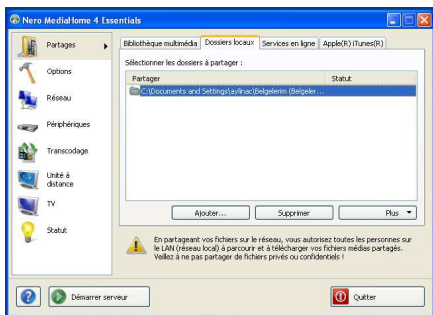 Nero MediaHome 4 Essentials
Partages
Options
Réseau
Périphériques
Transcodage
Unité à
distance
TV
Statut
Bibliothèque multimédia
Dossiers locaux
Services en ligne
Apple(R) iTunes(R)
Sélectionner les dossiers à partager :
Partager
Statut
C:\Documents and Settings\aylinac\Belgelerim (Belgeler...
Ajouter...
Supprimer
Plus
En partageant vos fichiers sur le réseau, vous autorisez toutes les personnes sur
le LAN (réseau local) à parcourir et à télécharger vos fichiers médias partagés.
Veillez à ne pas partager de fichiers privés ou confidentiels !
Démarrer serveur
Quitter